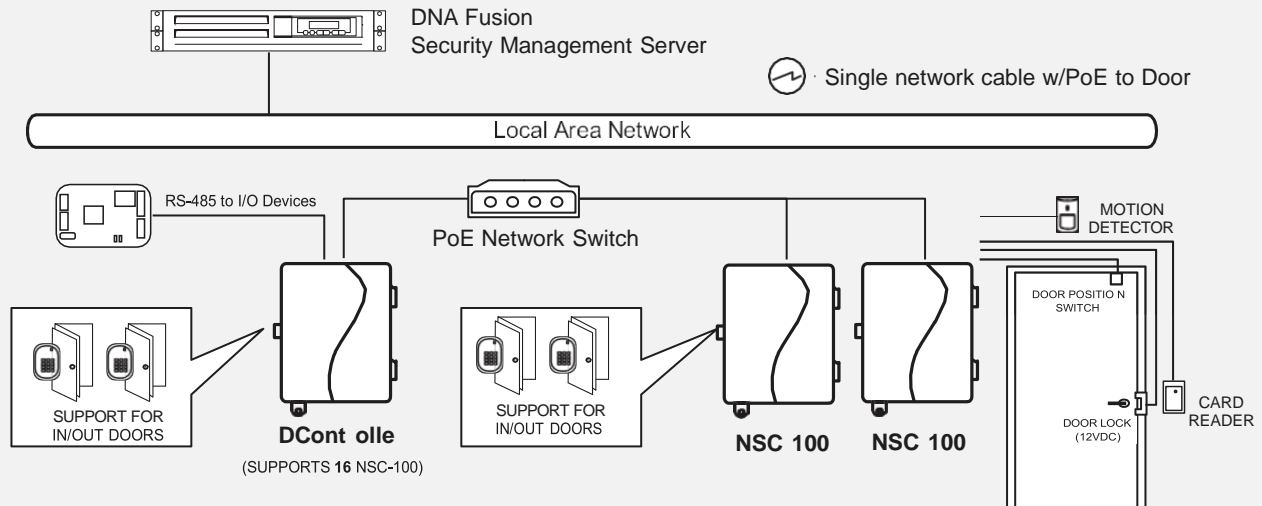 DNA Fusion
Security Management Server
Single network cable w/PoE to Door
Local Area Network
RS-485 to I/O Devices
PoE Network Switch
MOTION
DETECTOR
DOOR POSITIO N
SWITCH
SUPPORT FOR
IN/OUT DOORS
DCont olle
(SUPPORTS 16 NSC-100)
SUPPORT FOR
IN/OUT DOORS
NSC 100
NSC 100
DOOR LOCK
(12VDC)
CARD
READER